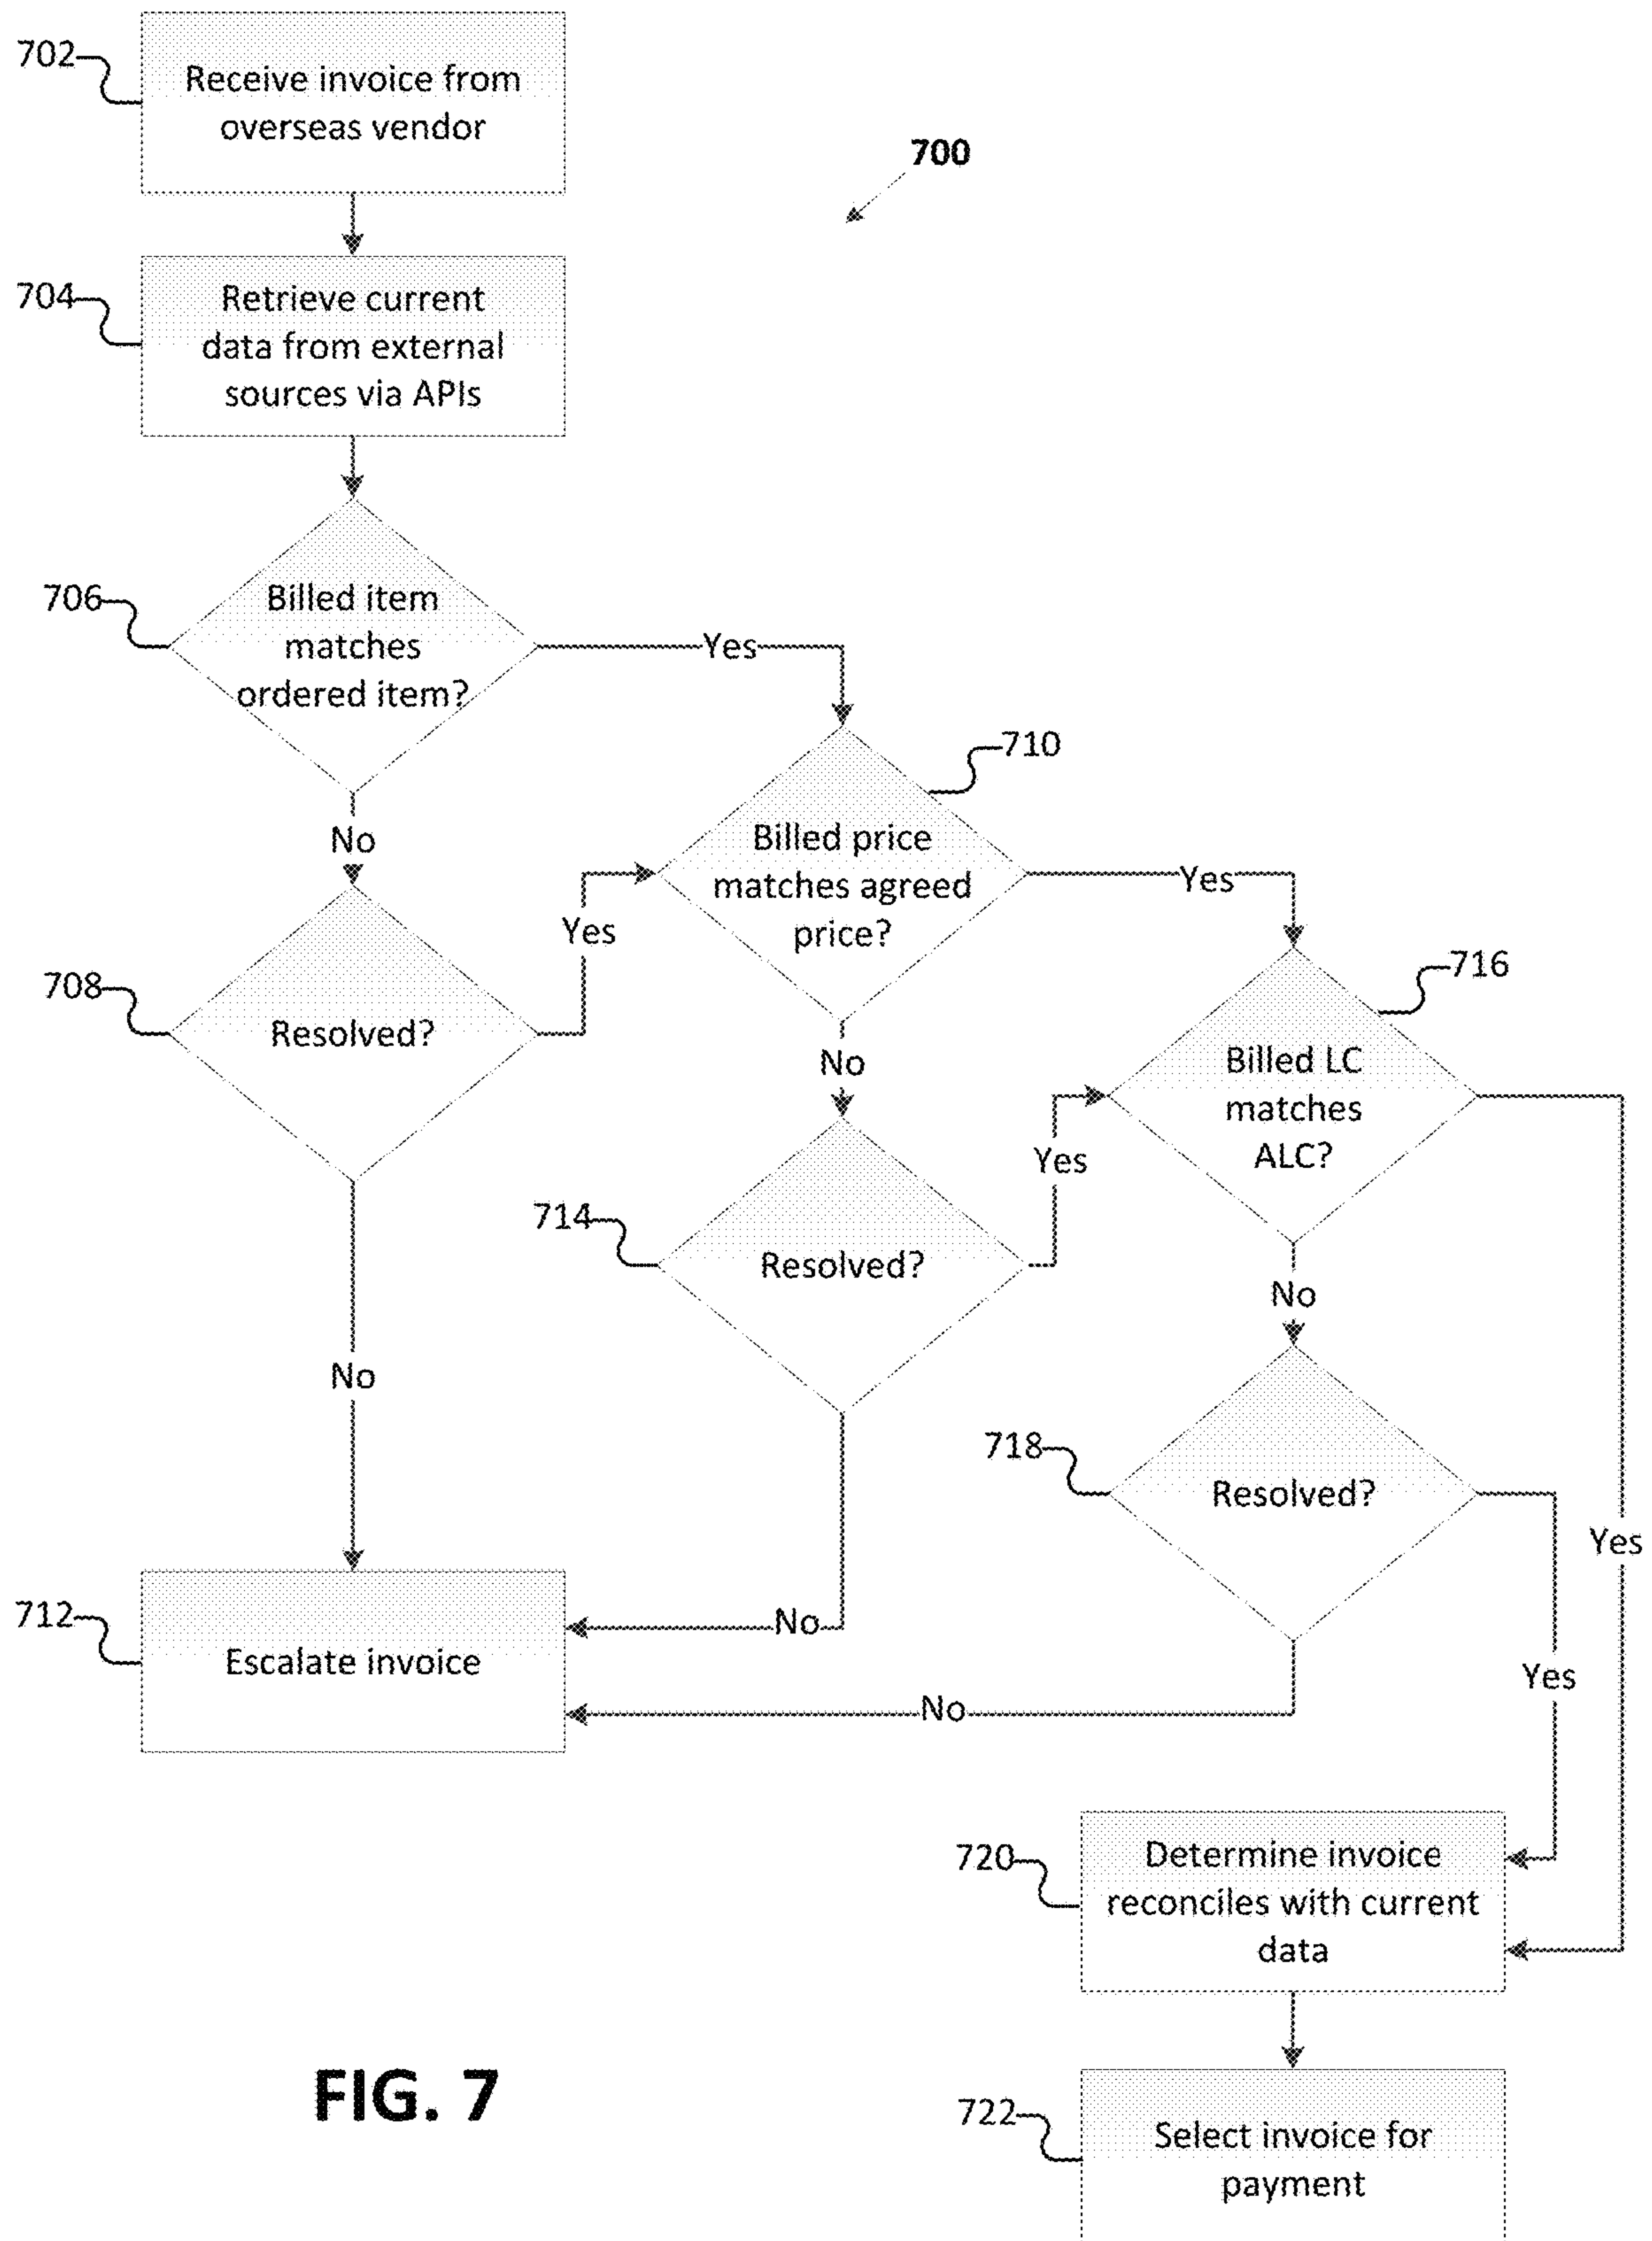 702
Receive invoice from
overseas vendor
700
704
Retrieve current
data from external
sources via APIs
706
Billed item
matches
ordered item?
Yes
No
710
Billed price
matches agreed
price?
Yes
Yes
708
Resolved?
No
716
Billed LC
matches
ALC?
Yes
714
Resolved?
No
No
718
Resolved?
Yes
Yes
712
Escalate invoice
No
No
720
Determine invoice
reconciles with current
data
722
Select invoice for
payment
FIG. 7